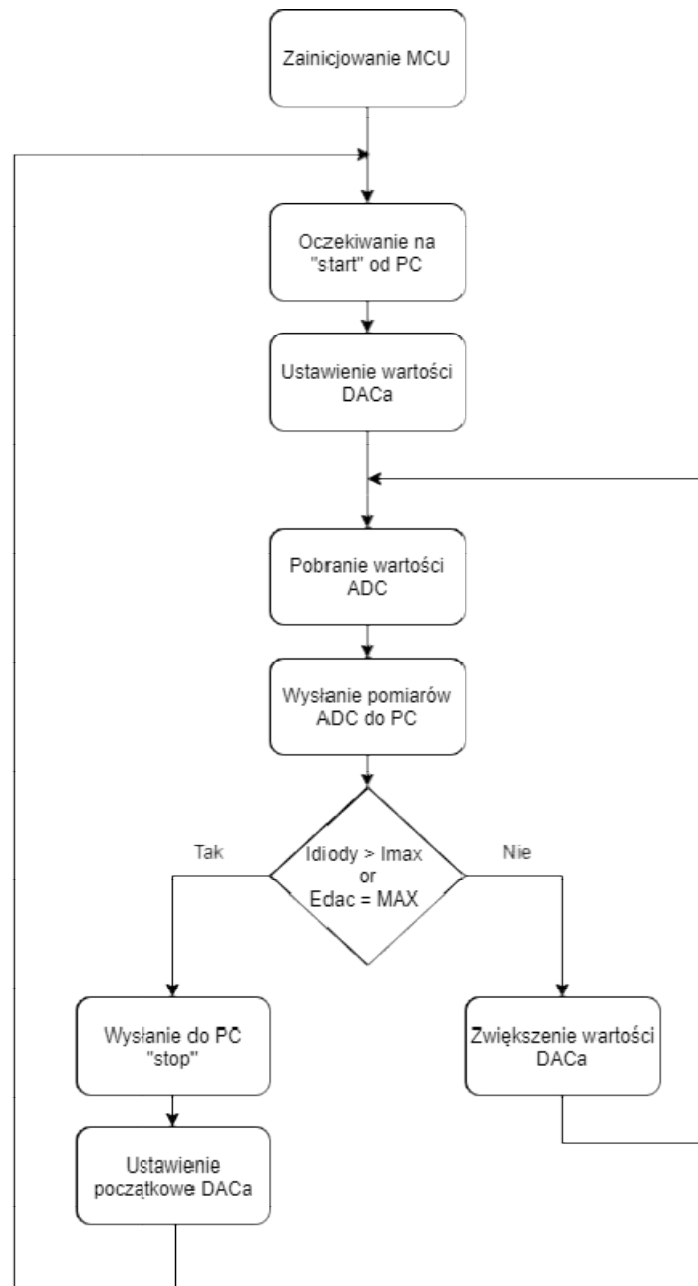 Zainicjowanie MCU
Oczekiwanie na
"start" od PC
Ustawienie wartości
DACa
Pobranie wartości
ADC
Wysłanie pomiarów
ADC do PC
Tak
Idiody > Imax
or
Edac = MAX
Nie
Wysłanie do PC
"stop"
Zwiększenie wartości
DACa
Ustawienie
początkowe DACa